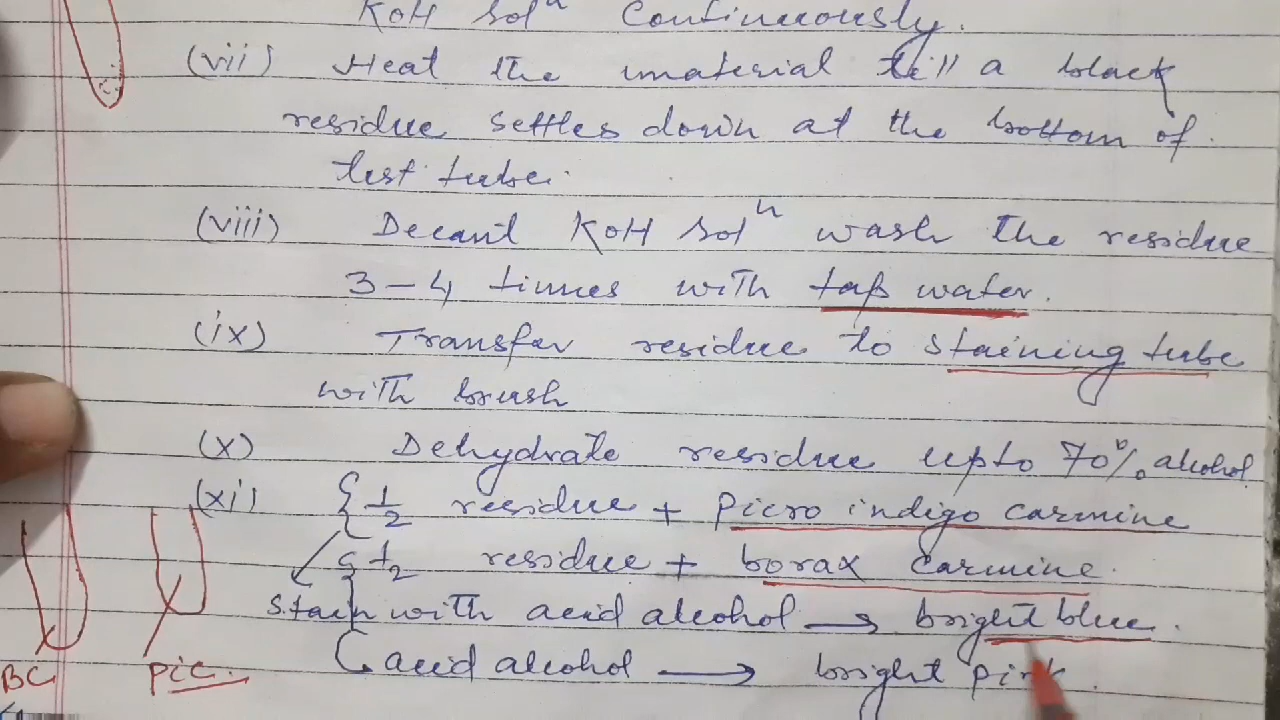 KOH solⁿ Continuously.
(vii) Heat the material till a black
residue settles down at the bottom of.
test tube.
(viii) Decant KOH solⁿ wash the residue
3-4 times with tap water.
(ix) Transfer residue to staining tube
with brush
(x) Dehydrate residue upto 70% alcohol
(xi) { 1/2 residue + Picro indigo carmine
{ 1/2 residue + borax carmine.
Stain with acid alcohol → bright blue.
acid alcohol → bright pink.
BC
PIC.